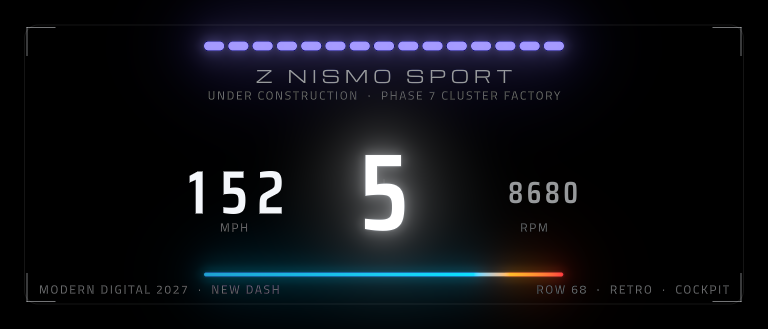 Z NISMO SPORT
UNDER CONSTRUCTION · PHASE 7 CLUSTER FACTORY
152
MPH
5
8680
RPM
MODERN DIGITAL 2027 · NEW DASH
ROW 68 · RETRO · COCKPIT